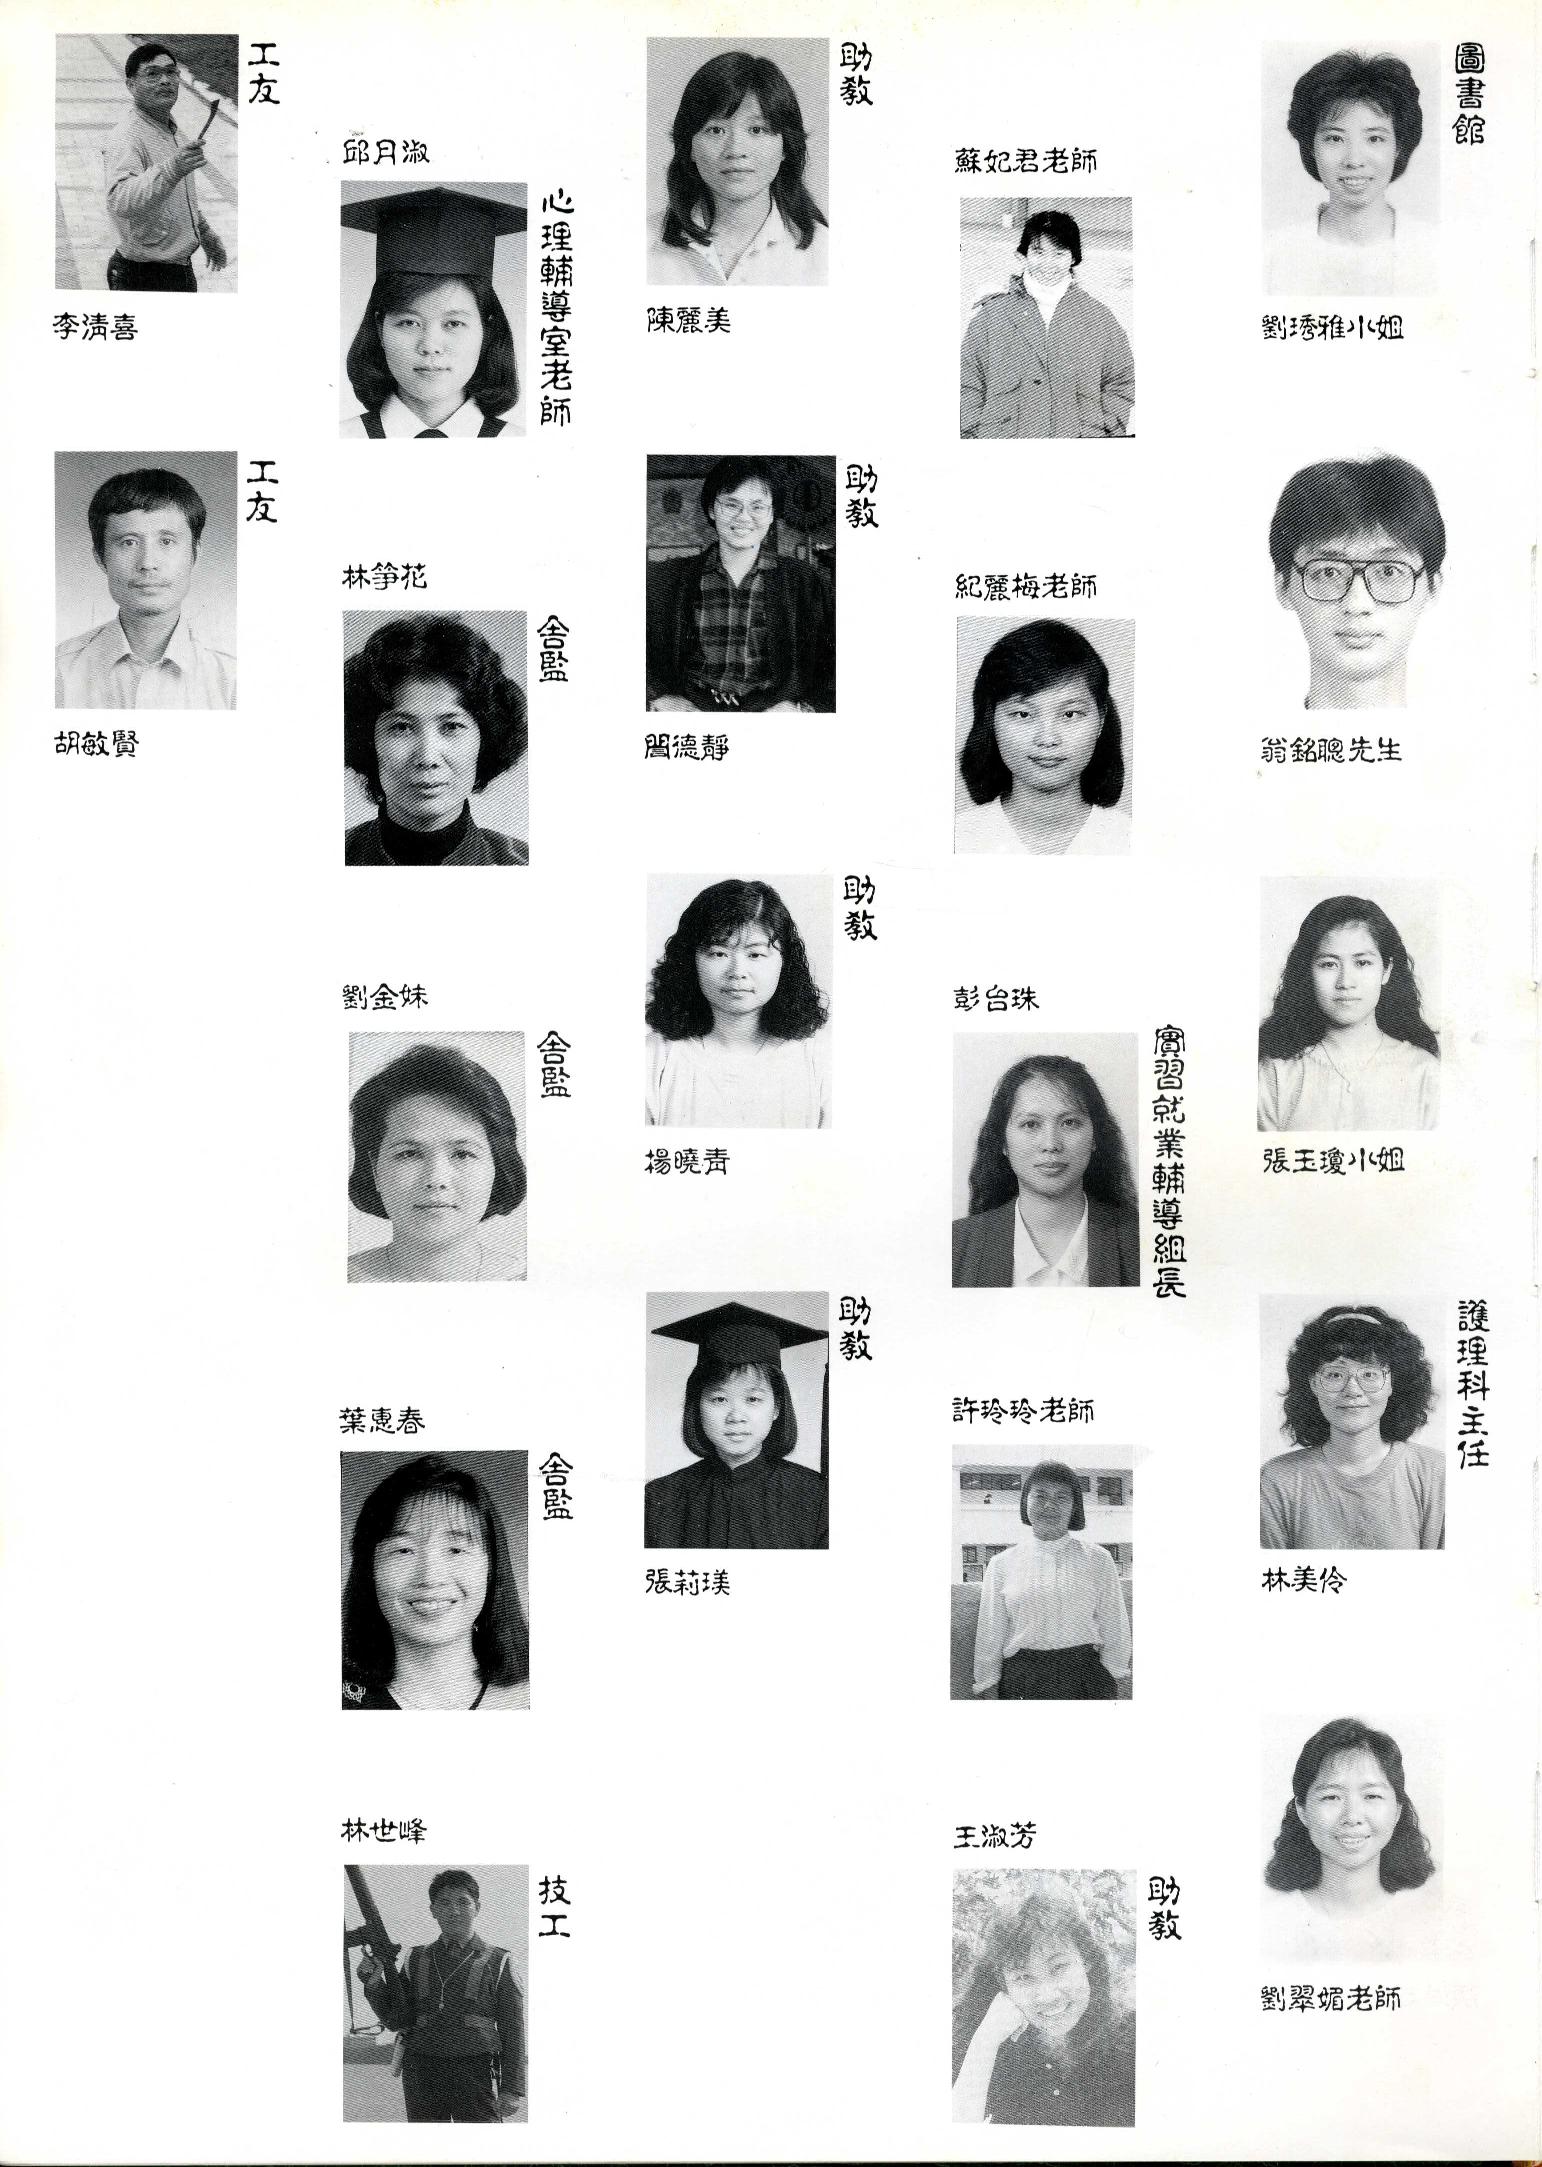 圖書館
劉琇雅小姐
翁銘聰先生
張玉瓊小姐
護理科主任
林美伶
劉翠媚老師
蘇妃君老師
紀麗梅老師
彭台珠
實習就業輔導組長
許玲玲老師
王淑芳
助教
助教
陳麗美
助教
閻德靜
助教
楊曉青
助教
張莉瑛
邱月淑
心理輔導室老師
林箏花
舍監
劉金妹
舍監
葉惠春
舍監
林世峰
技工
工友
李清喜
工友
胡敏賢